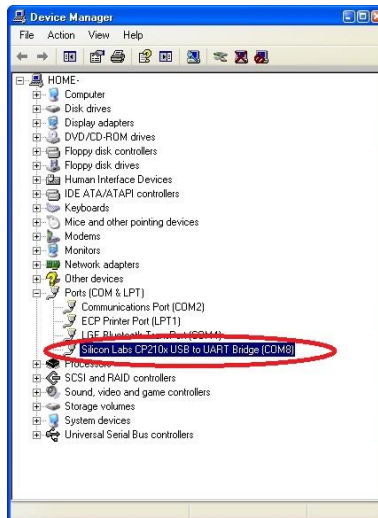 Device Manager
File Action View Help
HOME-
Computer
Disk drives
Display adapters
DVD/CD-ROM drives
Floppy disk controllers
Floppy disk drives
Human Interface Devices
IDE ATA/ATAPI controllers
Keyboards
Mice and other pointing devices
Modems
Monitors
Network adapters
Other devices
Ports (COM & LPT)
Communications Port (COM2)
ECP Printer Port (LPT1)
LGE Bluetooth TransPort (COM4)
Silicon Labs CP210x USB to UART Bridge (COM8)
Processors
SCSI and RAID controllers
Sound, video and game controllers
Storage volumes
System devices
Universal Serial Bus controllers